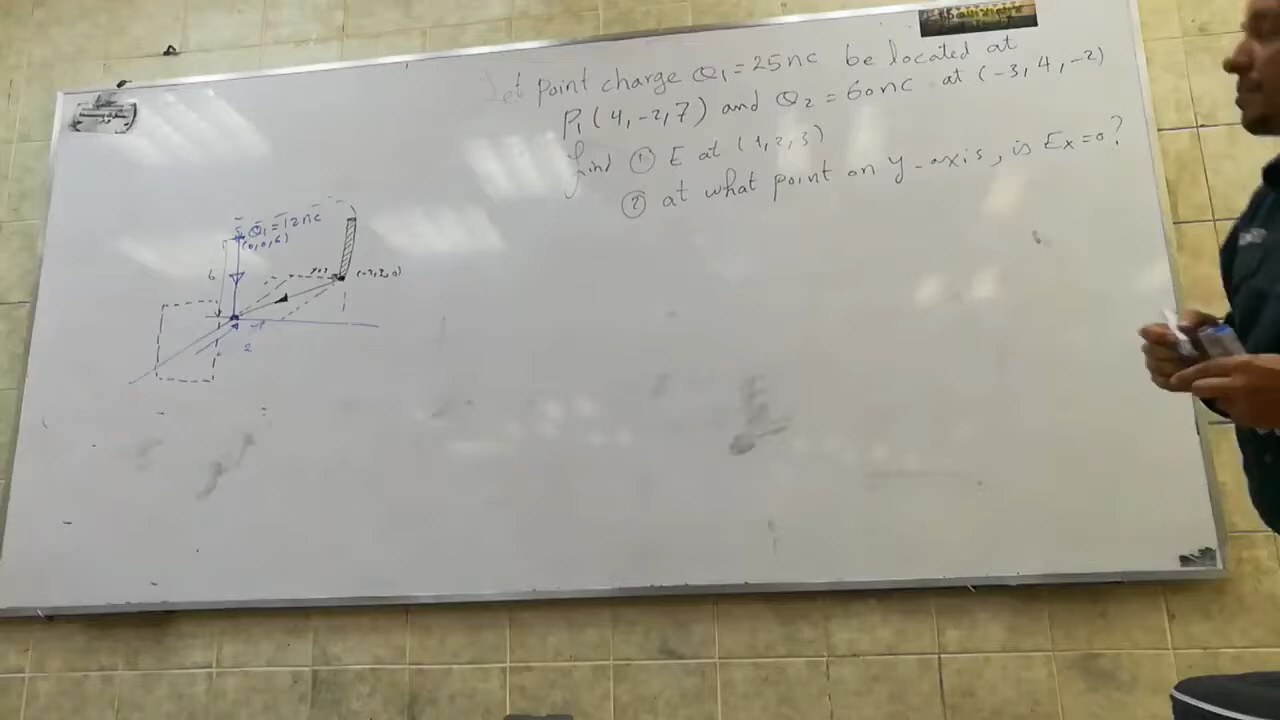 Let point charge Q₁ = 25nc be located at
P₁(4, -2, 7) and Q₂ = 60nc at (-3, 4, -2)
find ① E at (1, 2, 3)
② at what point on y-axis, is Ex=0?
Q₁=12nc
(0,0,6)
6
2